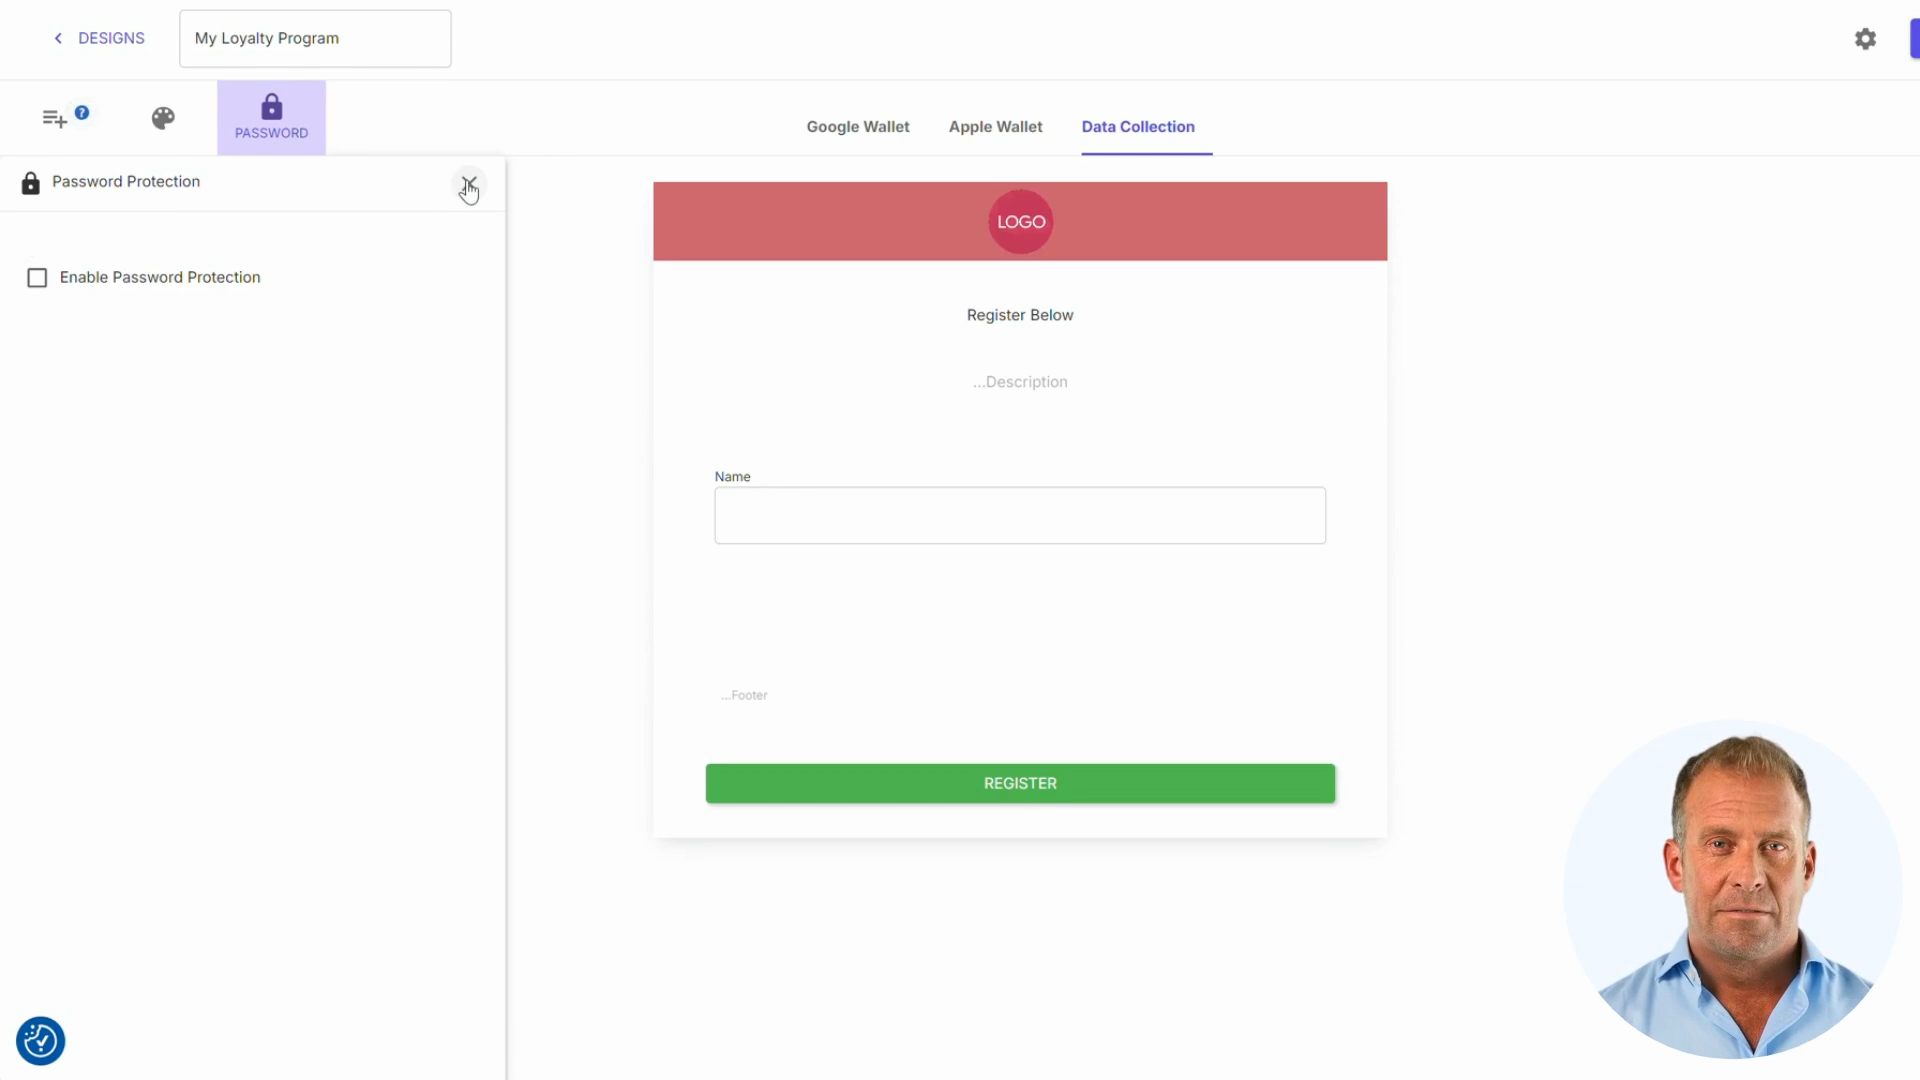 DESIGNS
My Loyalty Program
?
PASSWORD
Google Wallet
Apple Wallet
Data Collection
Password Protection
Enable Password Protection
LOGO
Register Below
...Description
Name
...Footer
REGISTER